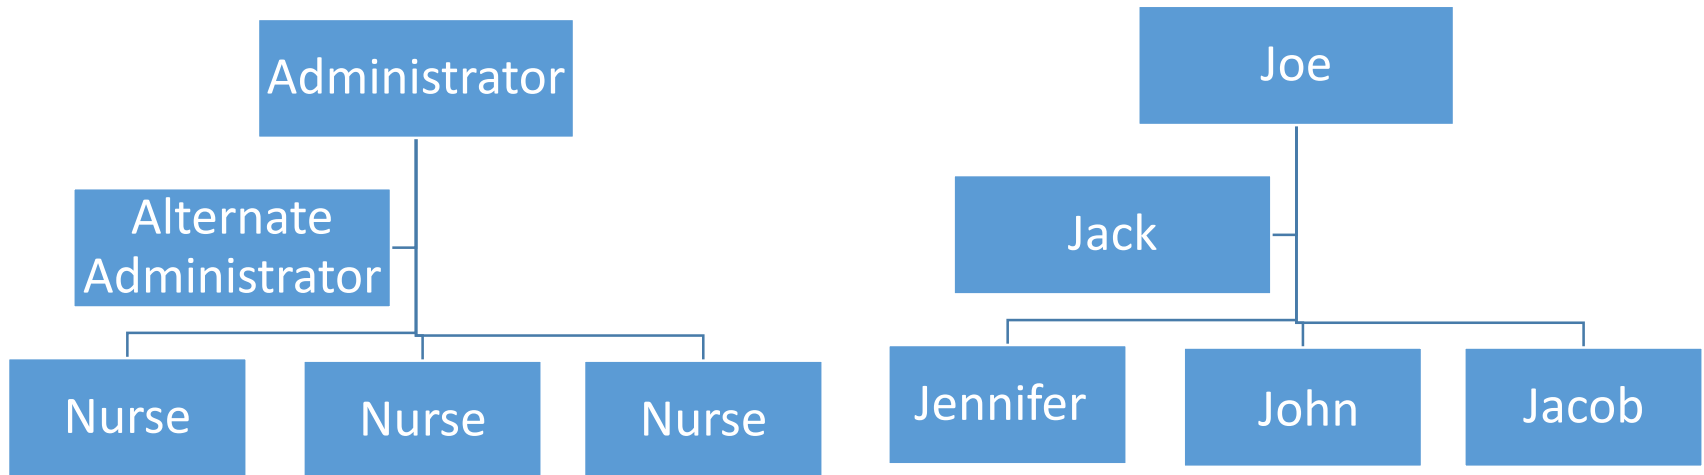 Administrator
Alternate
Administrator
Nurse
Nurse
Nurse
Joe
Jack
Jennifer
John
Jacob